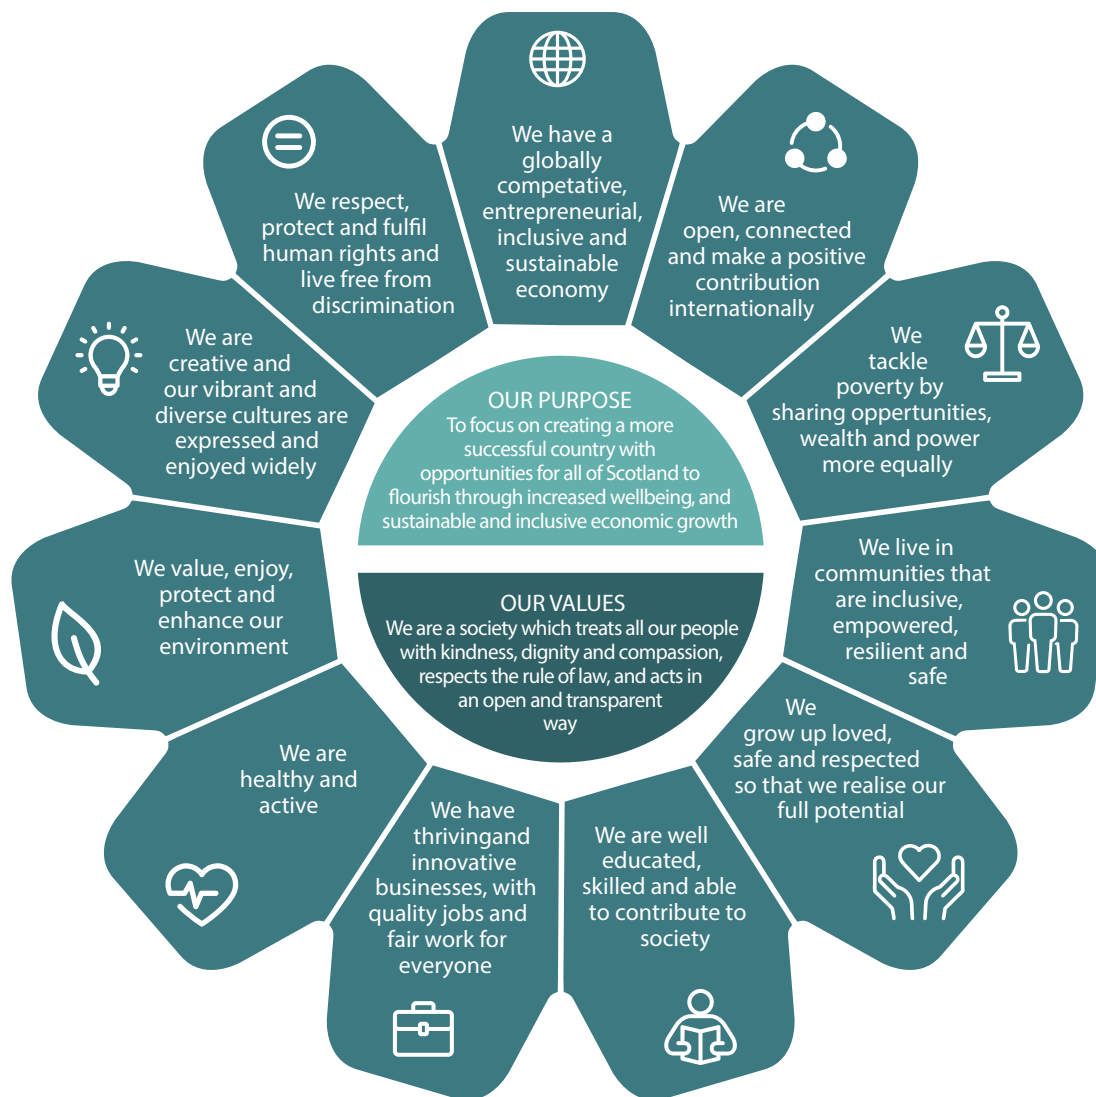 We have a
globally
competative,
entrepreneurial,
inclusive and
sustainable
economy
We are
open, connected
and make a positive
contribution
internationally
We
tackle
poverty by
sharing oppertunities,
wealth and power
more equally
We live in
communities that
are inclusive,
empowered,
resilient and
safe
We
grow up loved,
safe and respected
so that we realise our
full potential
We are well
educated,
skilled and able
to contribute to
society
We have
thrivingand
innovative
businesses, with
quality jobs and
fair work for
everyone
We are
healthy and
active
We value, enjoy,
protect and
enhance our
environment
We are
creative and
our vibrant and
diverse cultures are
expressed and
enjoyed widely
We respect,
protect and fulfil
human rights and
live free from
discrimination
OUR PURPOSE
To focus on creating a more
successful country with
opportunities for all of Scotland to
flourish through increased wellbeing, and
sustainable and inclusive economic growth
OUR VALUES
We are a society which treats all our people
with kindness, dignity and compassion,
respects the rule of law, and acts in
an open and transparent
way